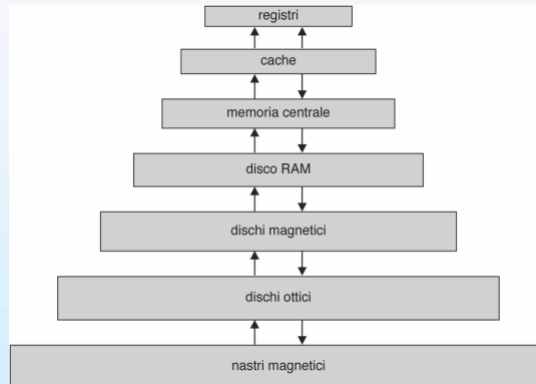 registri
cache
memoria centrale
disco RAM
dischi magnetici
dischi ottici
nastri magnetici